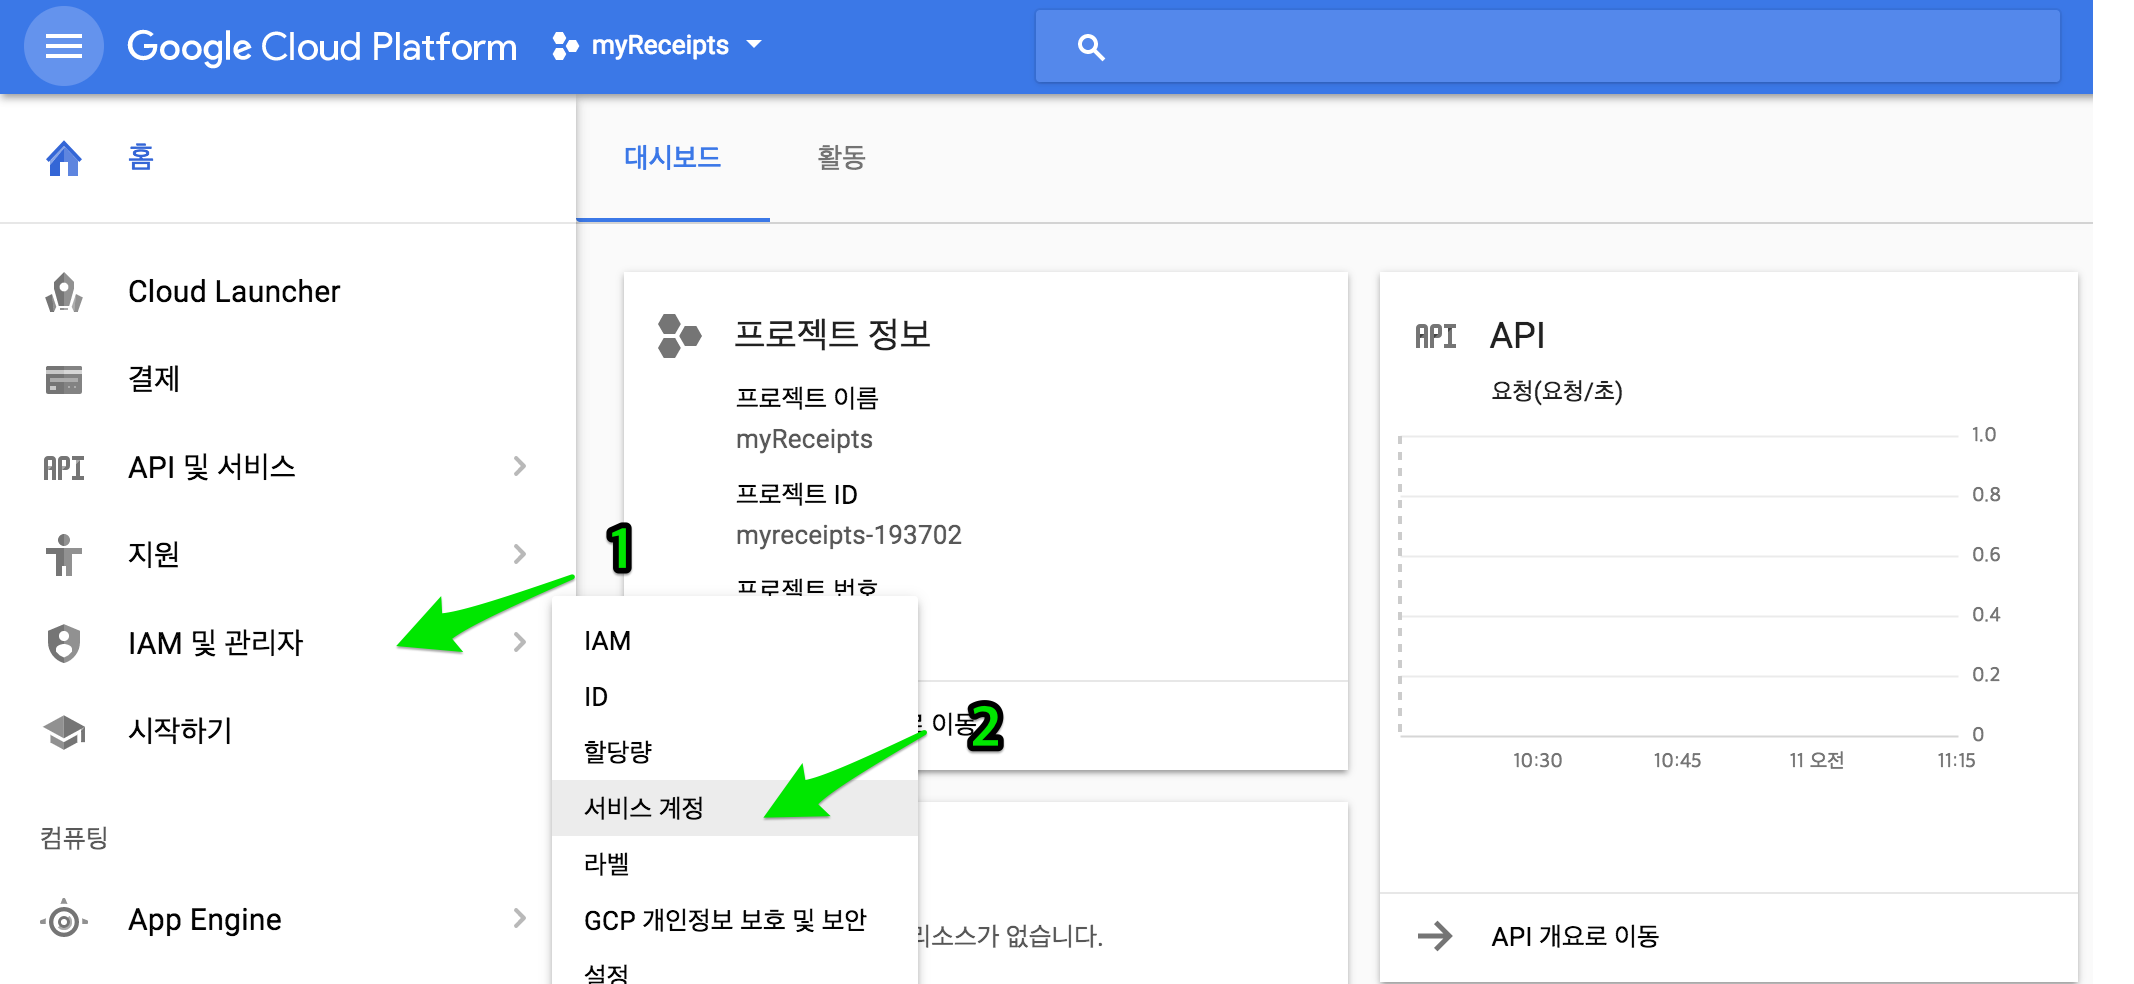 Google Cloud Platform
myReceipts
홈
대시보드
활동
Cloud Launcher
결제
API
API 및 서비스
지원
IAM 및 관리자
시작하기
컴퓨팅
App Engine
프로젝트 정보
프로젝트 이름
myReceipts
프로젝트 ID
myreceipts-193702
프로젝트 번호
1
IAM
ID
할당량
서비스 계정
라벨
GCP 개인정보 보호 및 보안
설정
로 이동
2
리소스가 없습니다.
API
API
요청(요청/초)
1.0
0.8
0.6
0.4
0.2
0
10:30
10:45
11 오전
11:15
API 개요로 이동